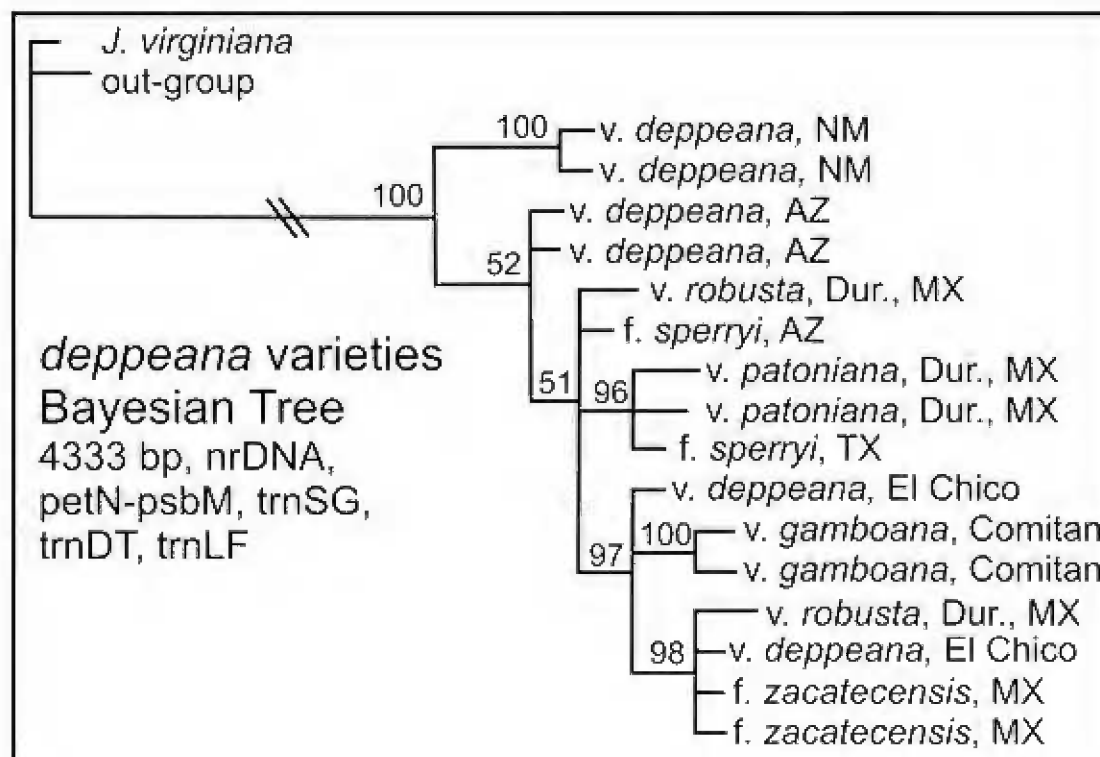 J. virginiana
out-group
100
v. deppeana, NM
v. deppeana, NM
100
v. deppeana, AZ
52
v. deppeana, AZ
v. robusta, Dur., MX
f. sperryi, AZ
51
96
v. patoniana, Dur., MX
v. patoniana, Dur., MX
f. sperryi, TX
v. deppeana, El Chico
100
v. gamboana, Comitan
97
v. gamboana, Comitan
v. robusta, Dur., MX
98
v. deppeana, El Chico
f. zacatecensis, MX
f. zacatecensis, MX
deppeana varieties
Bayesian Tree
4333 bp, nrDNA,
petN-psbM, trnSG,
trnDT, trnLF